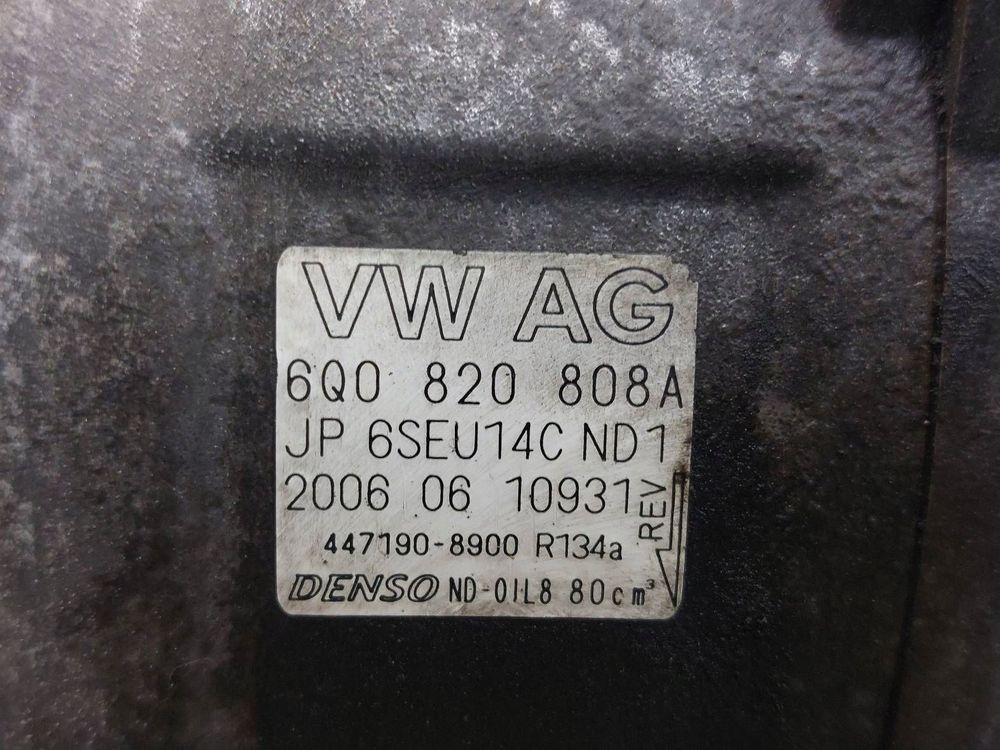 VW AG
6Q0 820 808A
JP 6SEU14C ND1
2006 06 10931
REV
447190-8900 R134a
DENSO ND-OIL8 80cm³